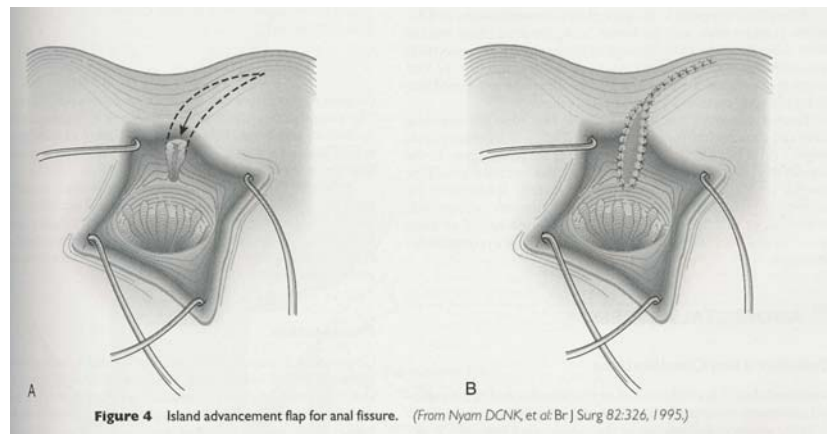 A
B
Figure 4 Island advancement flap for anal fissure. (From Nyam DCNK, et al: Br J Surg 82:326, 1995.)